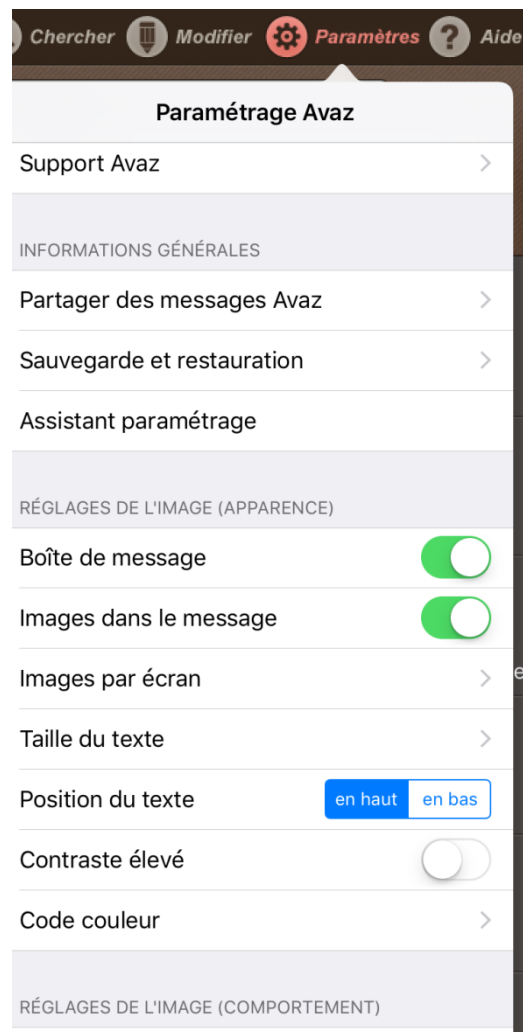 Chercher Modifier Paramètres ? Aide
Paramétrage Avaz
Support Avaz
INFORMATIONS GÉNÉRALES
Partager des messages Avaz
Sauvegarde et restauration
Assistant paramétrage
RÉGLAGES DE L'IMAGE (APPARENCE)
Boîte de message
Images dans le message
Images par écran
e
Taille du texte
Position du texte en haut en bas
Contraste élevé
Code couleur
RÉGLAGES DE L'IMAGE (COMPORTEMENT)